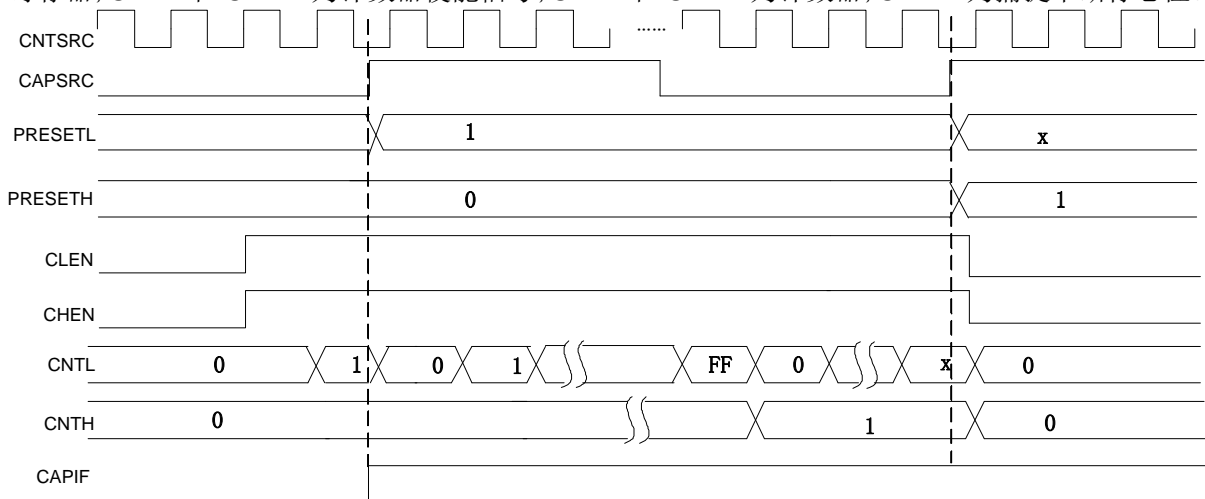 CNTSRC
......
CAPSRC
PRESETL 1 x
PRESETH 0 1
CLEN
CHEN
CNTL 0 1 0 1 FF 0 x 0
CNTH 0 1 0
CAPIF